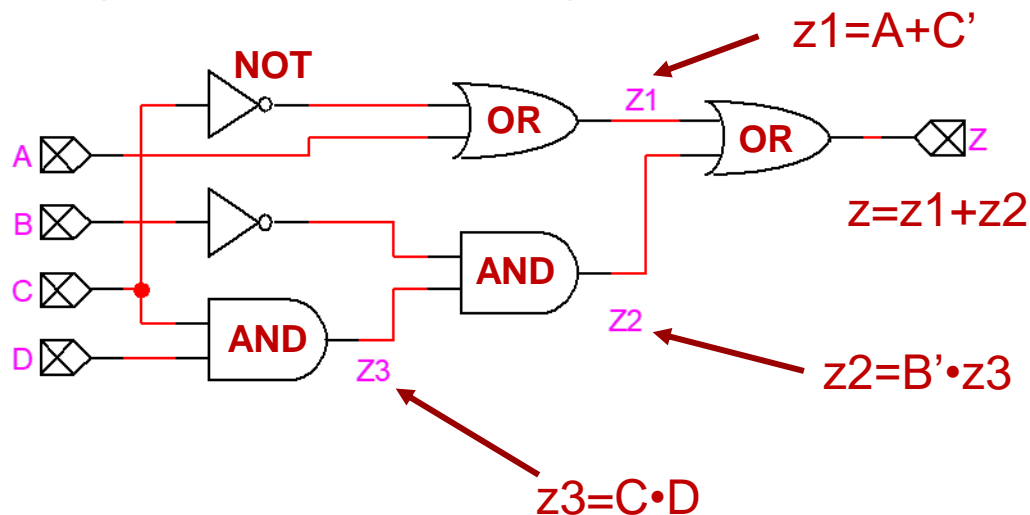 z1=A+C’
NOT
Z1
OR
OR
A
Z
B
z=z1+z2
AND
C
Z2
AND
D
Z3
z2=B’•z3
z3=C•D